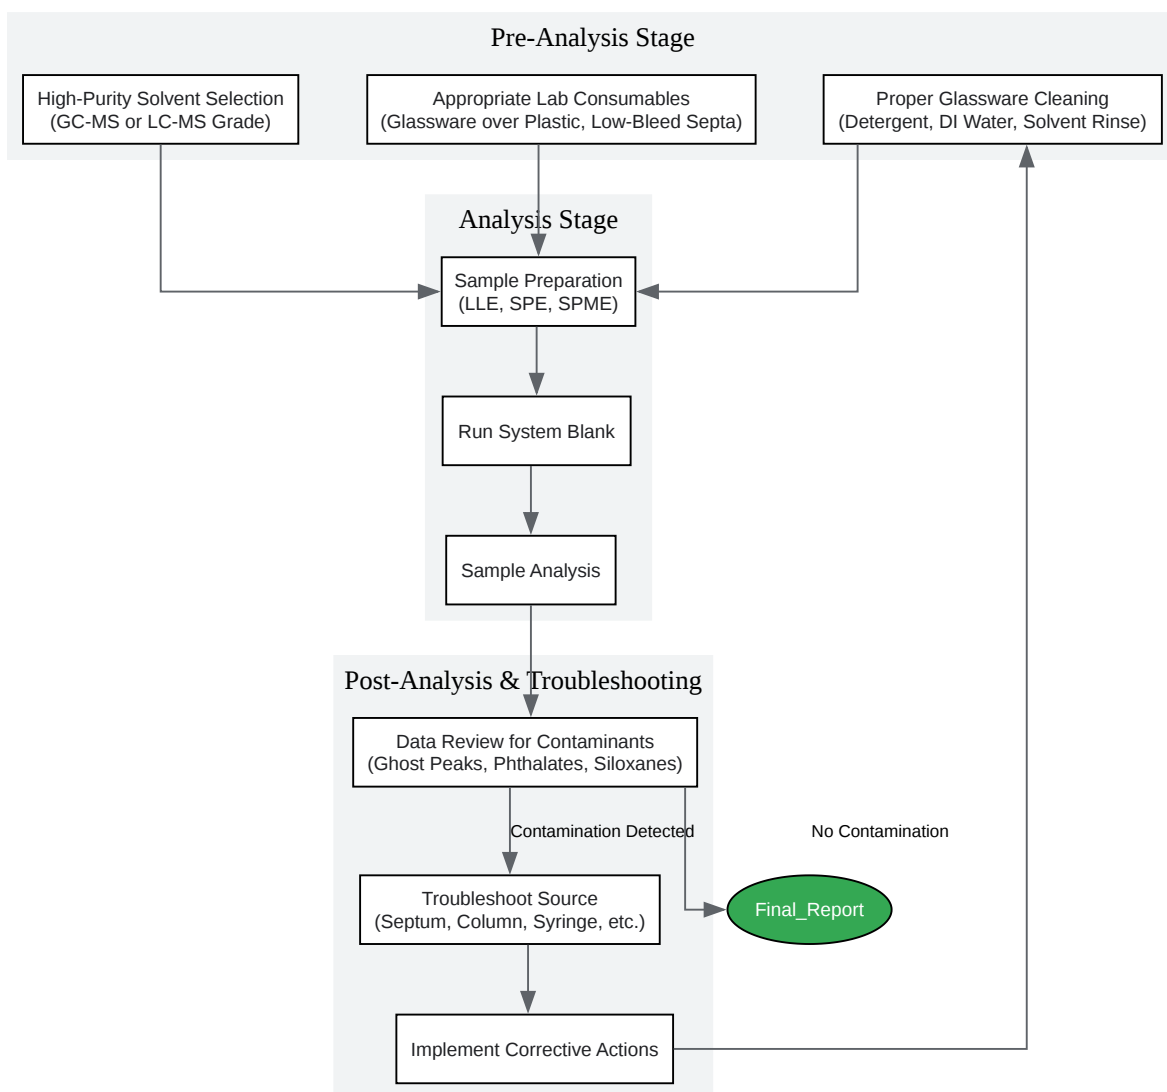 Pre-Analysis Stage
High-Purity Solvent Selection
(GC-MS or LC-MS Grade)
Appropriate Lab Consumables
(Glassware over Plastic, Low-Bleed Septa)
Proper Glassware Cleaning
(Detergent, DI Water, Solvent Rinse)
Analysis Stage
Sample Preparation
(LLE, SPE, SPME)
Run System Blank
Sample Analysis
Post-Analysis & Troubleshooting
Data Review for Contaminants
(Ghost Peaks, Phthalates, Siloxanes)
Contamination Detected
No Contamination
Troubleshoot Source
(Septum, Column, Syringe, etc.)
Final_Report
Implement Corrective Actions